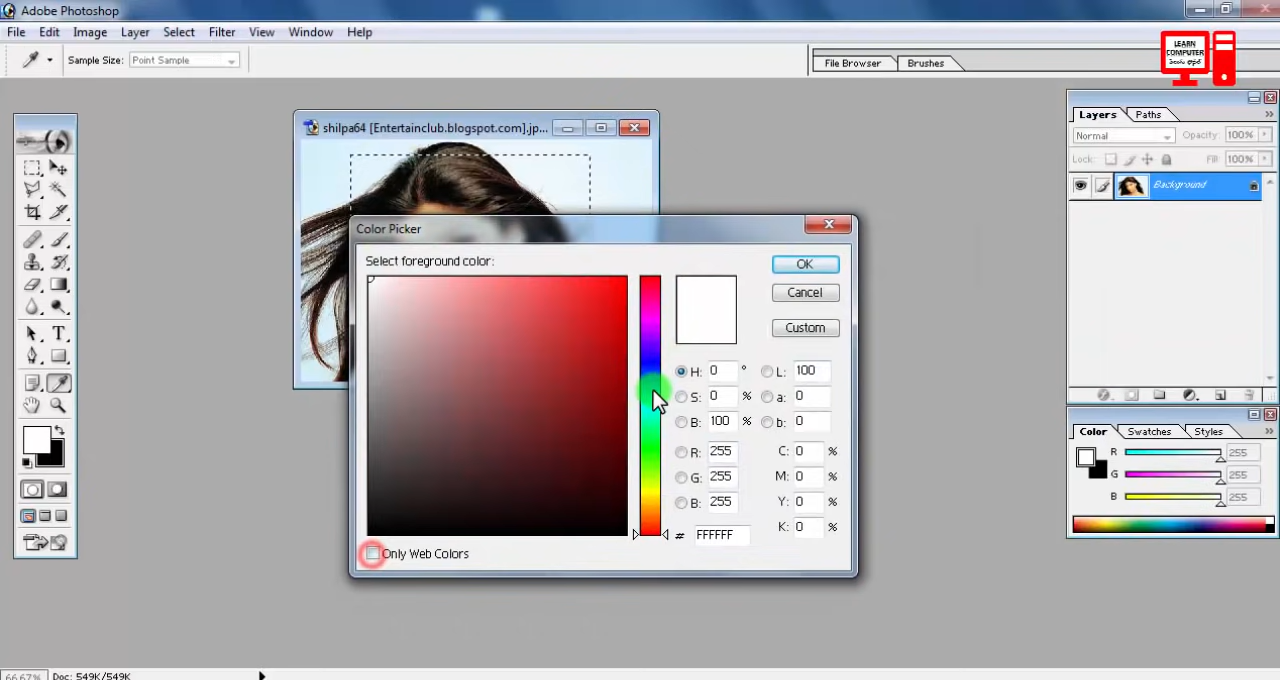 Adobe Photoshop
File Edit Image Layer Select Filter View Window Help
Sample Size: Point Sample
File Browser Brushes
LEARN
COMPUTER
shilpa64 [Entertainclub.blogspot.com].jp...
Layers Paths
Normal Opacity: 100%
Lock: Fill: 100%
Background
Color Picker
Select foreground color:
OK
Cancel
Custom
H: 0 ° L: 100
S: 0 % a: 0
B: 100 % b: 0
R: 255 C: 0 %
G: 255 M: 0 %
B: 255 Y: 0 %
# FFFFFF K: 0 %
Only Web Colors
T
Color Swatches Styles
R 255
G 255
B 255
66.67% Doc: 549K/549K